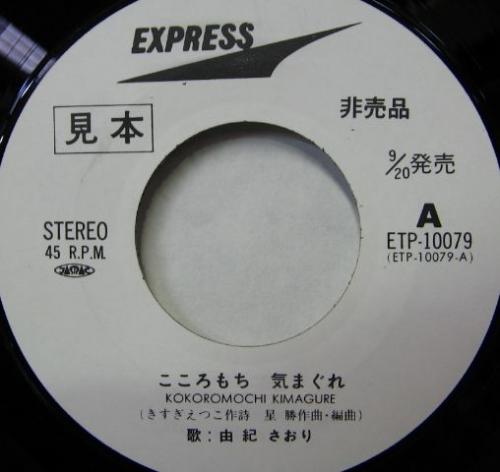 EXPRESS
見本
非売品
9/20発売
STEREO
45 R.P.M.
JASRAC
A
ETP-10079
(ETP-10079-A)
こころもち 気まぐれ
KOKOROMOCHI KIMAGURE
(きすぎえつこ作詩 星 勝作曲・編曲)
歌:由紀さおり